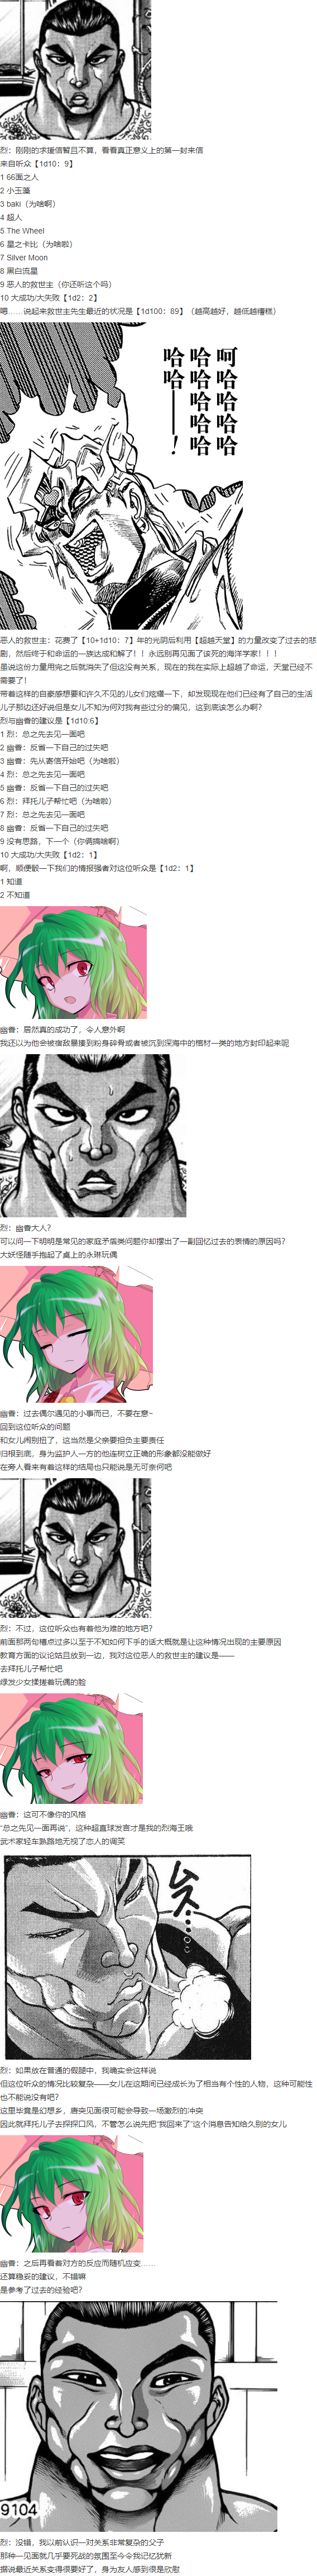 烈：刚刚的求援信暂且不算，看看真正意义上的第一封来信
来自听众【1d10：9】
1 66面之人
2 小玉藻
3 baki（为啥啊）
4 超人
5 The Wheel
6 星之卡比（为啥啦）
7 Silver Moon
8 黑白流星
9 恶人的救世主（你还听这个吗）
10 大成功/大失败【1d2：2】
嗯……说起来救世主先生最近的状况是【1d100：89】（越高越好，越低越糟糕）
呵哈哈哈哈
哈哈哈哈哈
哈哈——！
恶人的救世主：花费了【10+1d10：7】年的光阴后利用【超越天堂】的力量改变了过去的悲
剧，然后终于和命运的一族达成和解了！！永远别再见面了该死的海洋学家！！！
虽说这份力量用完之后就消失了但这没有关系，现在的我在实际上超越了命运，天堂已经不
需要了！
带着这样的自豪感想要和许久不见的儿女们炫耀一下，却发现现在他们已经有了自己的生活
儿子那边还好说但是女儿不知为何对我有些过分的偏见，这到底该怎么办啊？
烈与幽香的建议是【1d10:6】
1 烈：总之先去见一面吧
2 幽香：反省一下自己的过失吧
3 幽香：先从寄信开始吧（为啥啦）
4 烈：总之先去见一面吧
5 幽香：反省一下自己的过失吧
6 烈：拜托儿子帮忙吧（为啥啦）
7 烈：总之先去见一面吧
8 幽香：反省一下自己的过失吧
9 没有思路，下一个（你俩搞啥啊）
10 大成功/大失败【1d2：1】
啊，顺便骰一下我们的情报强者对这位听众是【1d2：1】
1 知道
2 不知道
幽香：居然真的成功了，令人意外啊
我还以为他会被宿敌暴揍到粉身碎骨或者被沉到深海中的棺材一类的地方封印起来呢
烈：幽香大人？
可以问一下明明是常见的家庭矛盾类问题你却摆出了一副回忆过去的表情的原因吗？
大妖怪随手抱起了桌上的永琳玩偶
幽香：过去偶尔遇见的小事而已，不要在意~
回到这位听众的问题
和女儿闹别扭了，这当然是父亲要担负主要责任
归根到底，身为监护人一方的他连树立正确的形象都没能做好
在旁人看来有着这样的结局也只能说是无可奈何吧
烈：不过，这位听众也有着他为难的地方吧？
前面那两句槽点过多以至于不知如何下手的话大概就是让这种情况出现的主要原因
教育方面的议论姑且放到一边，我对这位恶人的救世主的建议是——
去拜托儿子帮忙吧
绿发少女揉搓着玩偶的脸
幽香：这可不像你的风格
“总之先见一面再说”，这种超直球发言才是我的烈海王哦
武术家轻车熟路地无视了恋人的调笑
烈：如果放在普通的假腿中，我确实会这样说
但这位听众的情况比较复杂——女儿在这期间已经成长为了相当有个性的人物，这种可能性
也不能说没有吧？
这里毕竟是幻想乡，唐突见面很可能会导致一场激烈的冲突
因此就拜托儿子去探探口风，不管怎么说先把“我回来了”这个消息告知给久别的女儿
幽香：之后再看着对方的反应而随机应变……
还算稳妥的建议，不错嘛
是参考了过去的经验吧？
9104
烈：没错，我以前认识一对关系非常复杂的父子
那种一见面就几乎要死战的氛围至今令我记忆犹新
据说最近关系变得很要好了，身为友人感到很是欣慰